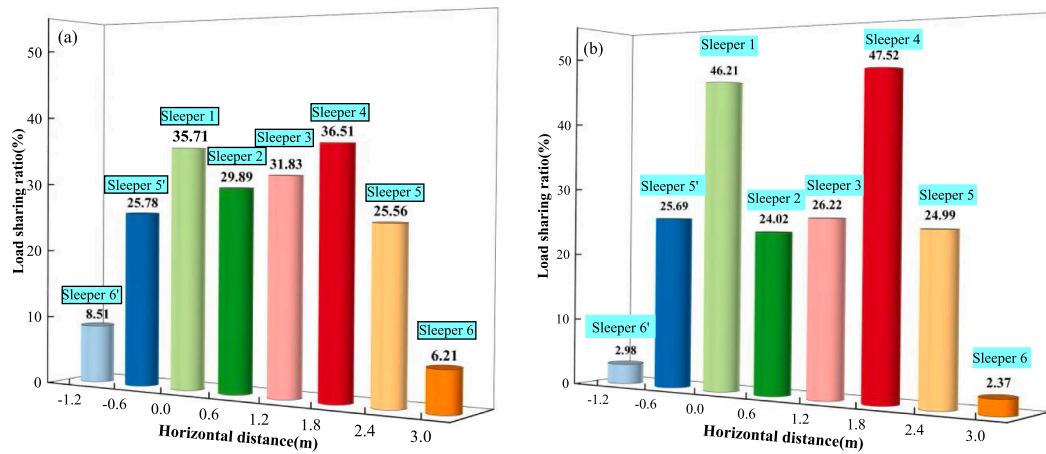 (a)
50
40
30
20
10
0
Load sharing ratio(%)
Sleeper 6'
8.51
Sleeper 5'
25.78
Sleeper 1
35.71
Sleeper 2
29.89
Sleeper 3
31.83
Sleeper 4
36.51
Sleeper 5
25.56
Sleeper 6
6.21
-1.2
-0.6
0.0
0.6
1.2
1.8
2.4
3.0
Horizontal distance(m)
(b)
50
40
30
20
10
0
Load sharing ratio(%)
Sleeper 6'
2.98
Sleeper 5'
25.69
Sleeper 1
46.21
Sleeper 2
24.02
Sleeper 3
26.22
Sleeper 4
47.52
Sleeper 5
24.99
Sleeper 6
2.37
-1.2
-0.6
0.0
0.6
1.2
1.8
2.4
3.0
Horizontal distance(m)